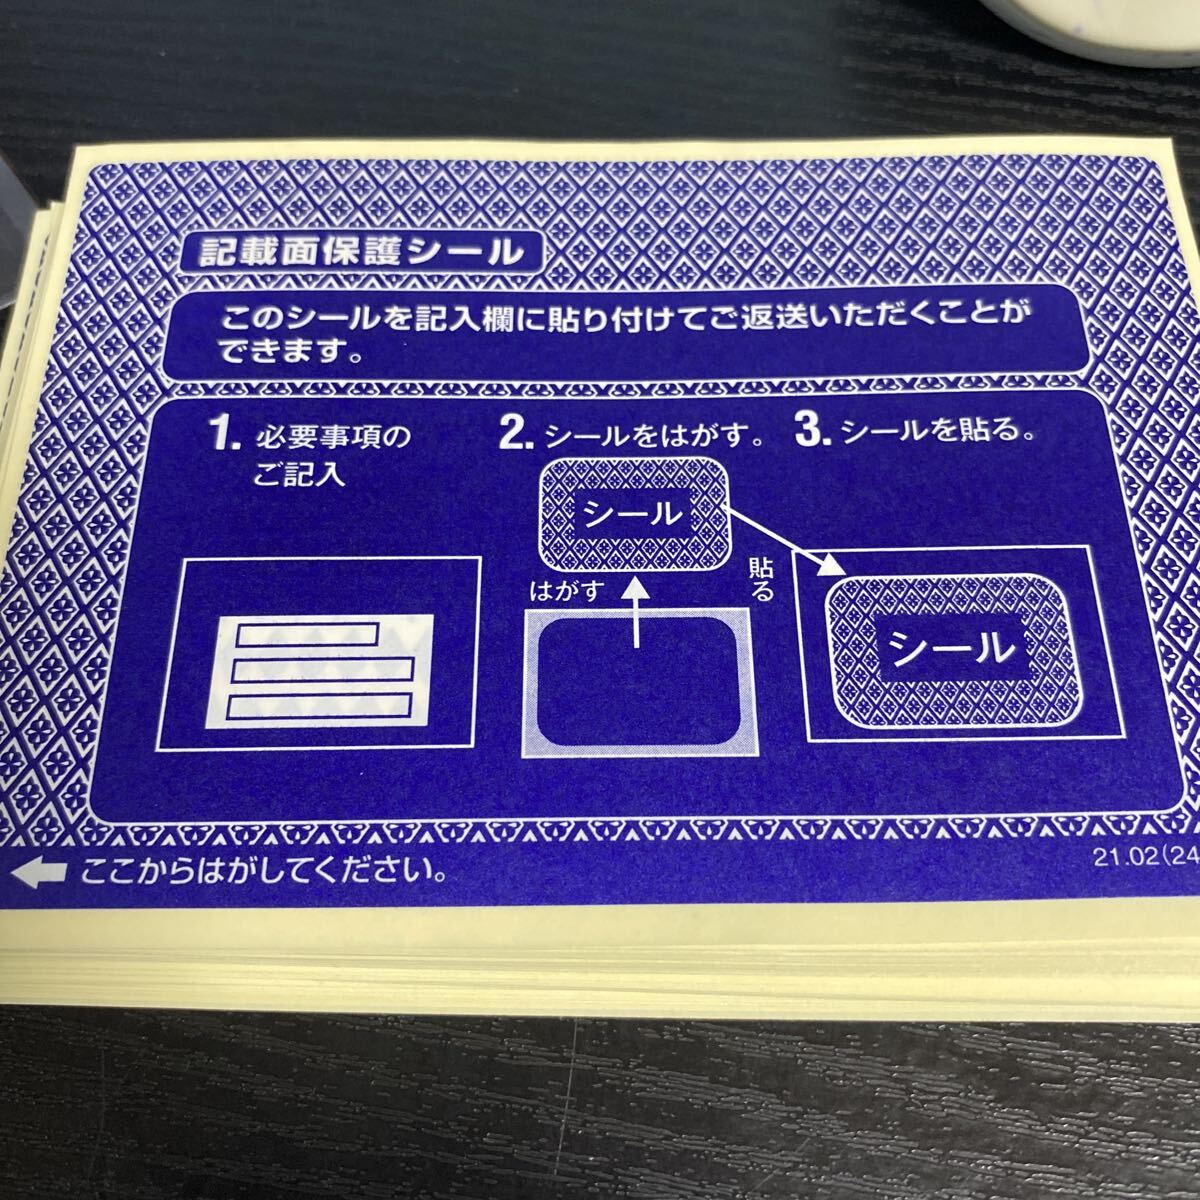 記載面保護シール
このシールを記入欄に貼り付けてご返送いただくことが
できます。
1. 必要事項の
ご記入
2. シールをはがす。
シール
はがす
貼る
3. シールを貼る。
シール
ここからはがしてください。
21.02(24